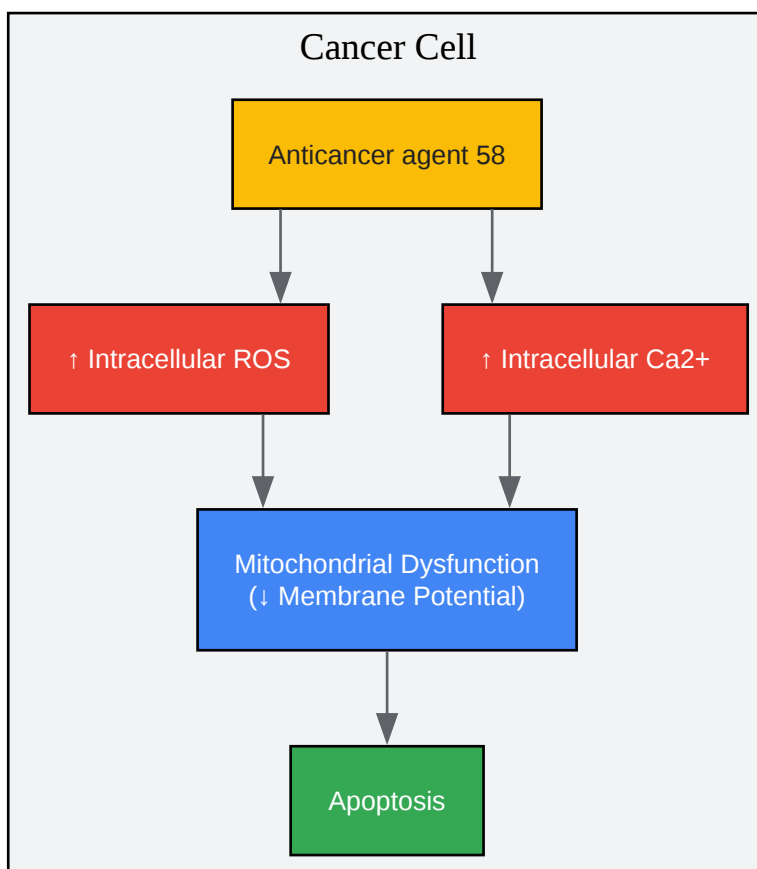 Cancer Cell
Anticancer agent 58
↑ Intracellular ROS
↑ Intracellular Ca2+
Mitochondrial Dysfunction
(↓ Membrane Potential)
Apoptosis